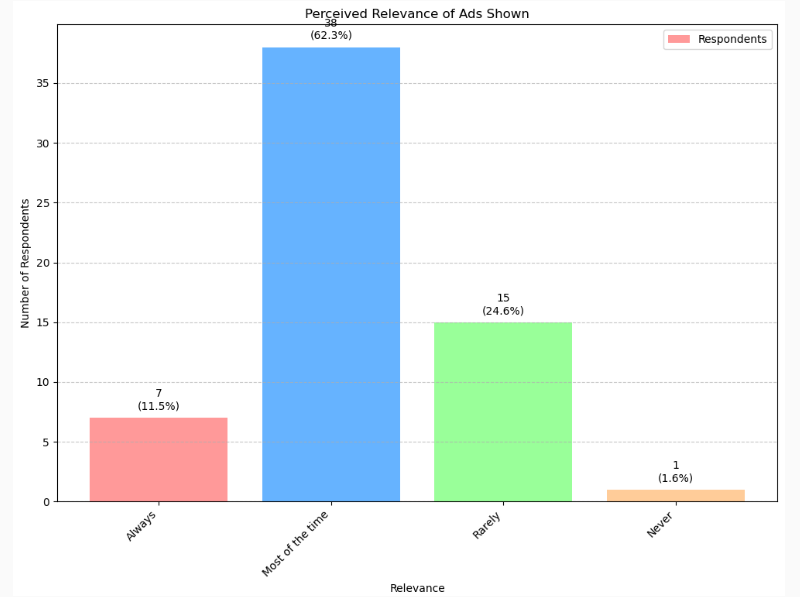 Perceived Relevance of Ads Shown
38
(62.3%)
Respondents
35
30
25
20
15
10
5
0
Number of Respondents
15
(24.6%)
7
(11.5%)
1
(1.6%)
Always
Most of the time
Rarely
Never
Relevance